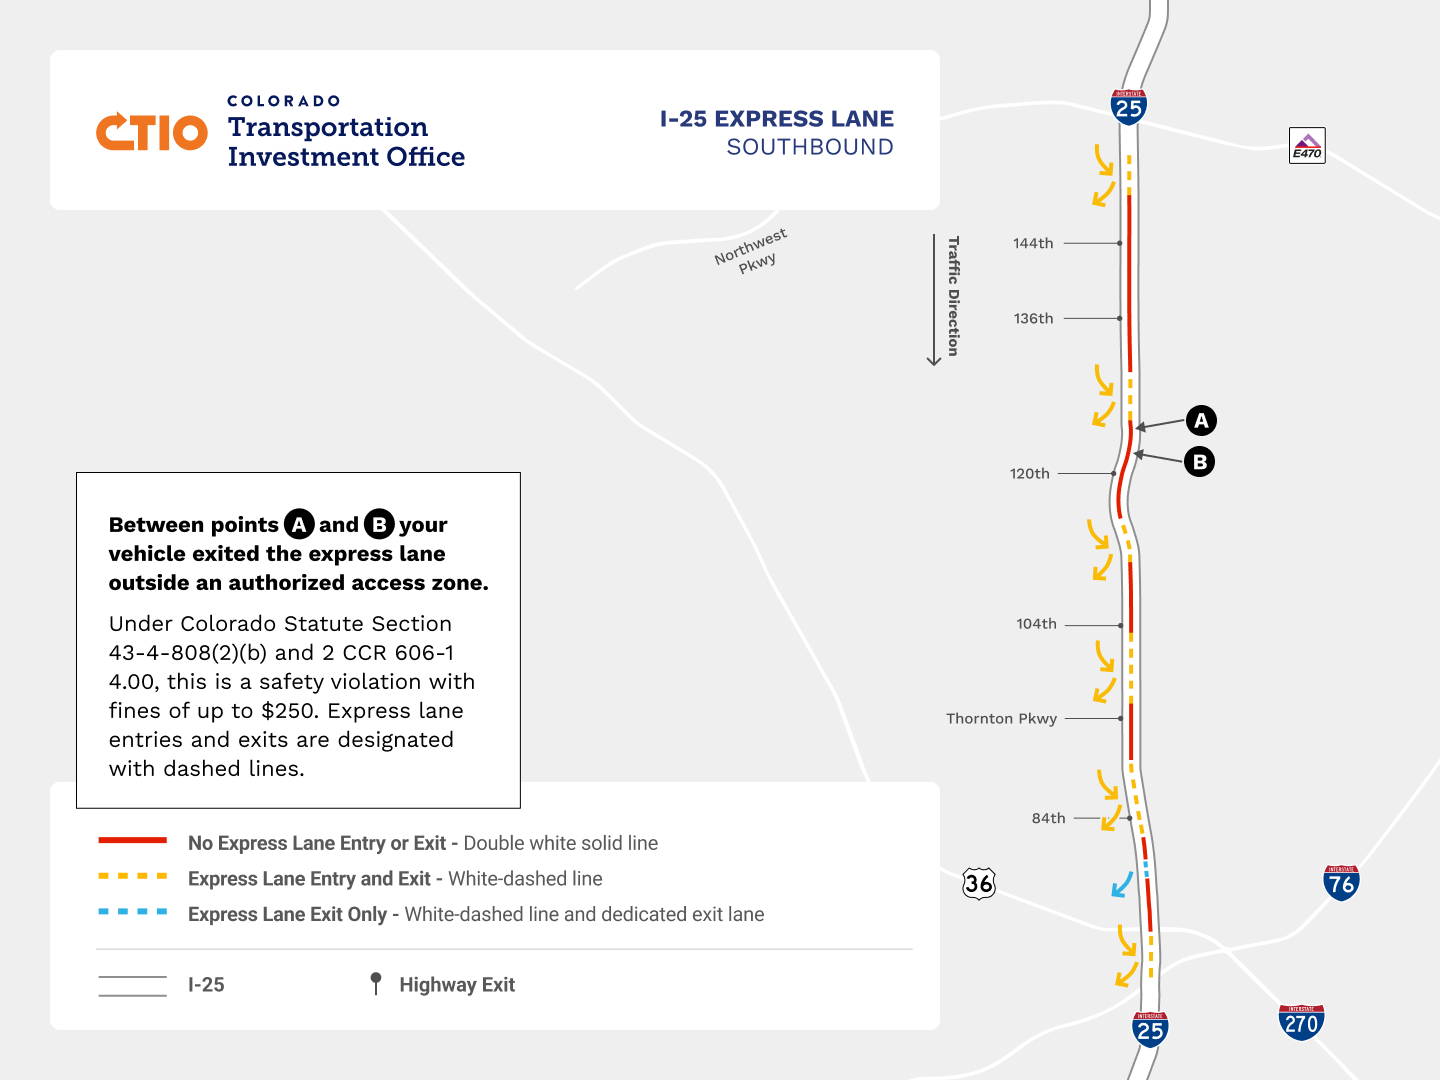 COLORADO
CTIO
Transportation
Investment Office
I-25 EXPRESS LANE
SOUTHBOUND
INTERSTATE
25
E470
Northwest
Pkwy
Traffic Direction
144th
136th
A
B
120th
Between points A and B your
vehicle exited the express lane
outside an authorized access zone.
Under Colorado Statute Section
43-4-808(2)(b) and 2 CCR 606-1
4.00, this is a safety violation with
fines of up to $250. Express lane
entries and exits are designated
with dashed lines.
104th
Thornton Pkwy
84th
No Express Lane Entry or Exit - Double white solid line
Express Lane Entry and Exit - White-dashed line
Express Lane Exit Only - White-dashed line and dedicated exit lane
I-25
Highway Exit
36
INTERSTATE
76
INTERSTATE
25
INTERSTATE
270